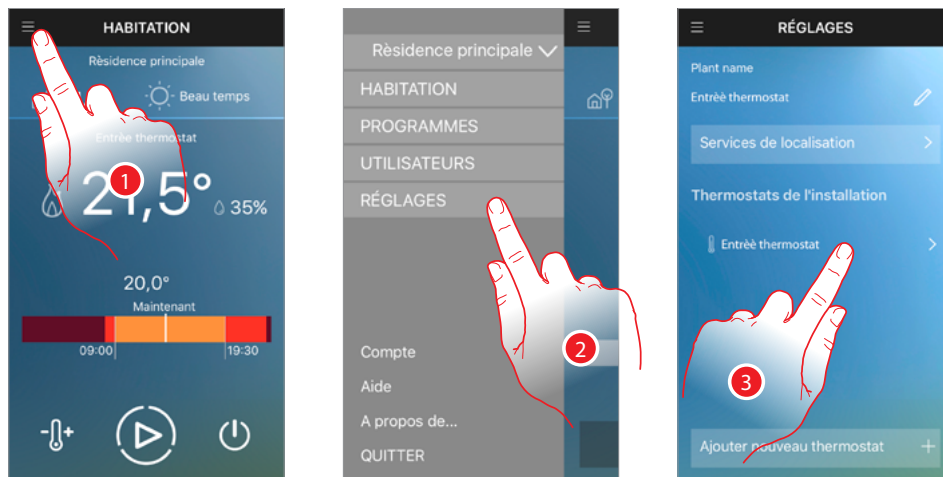 HABITATION
Rèsidence principale
Beau temps
Entrèe thermostat
1
21,5°
35%
20,0°
Maintenant
09:00
19:30
Rèsidence principale
HABITATION
PROGRAMMES
UTILISATEURS
RÉGLAGES
2
Compte
Aide
A propos de...
QUITTER
RÉGLAGES
Plant name
Entrèè thermostat
Services de localisation
Thermostats de l'installation
Entrèè thermostat
3
Ajouter nouveau thermostat